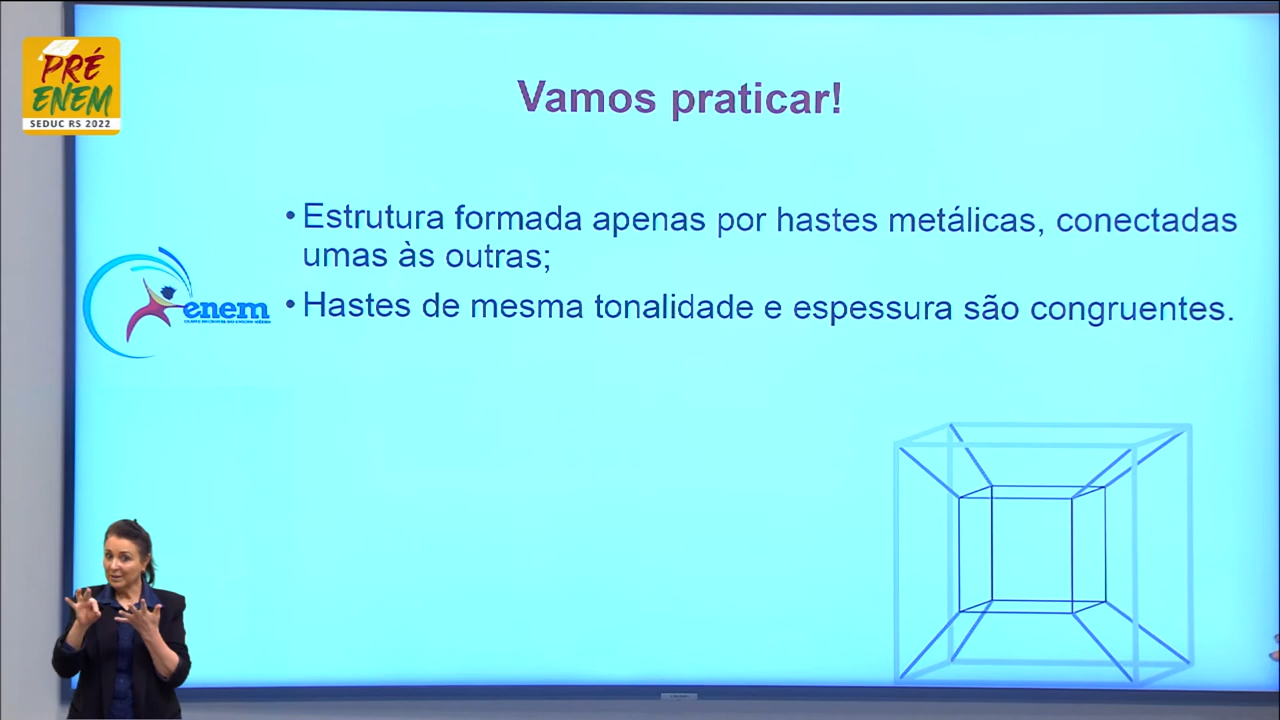 PRÉ
ENEM
SEDUC RS 2022
Vamos praticar!
• Estrutura formada apenas por hastes metálicas, conectadas
umas às outras;
enem
• Hastes de mesma tonalidade e espessura são congruentes.